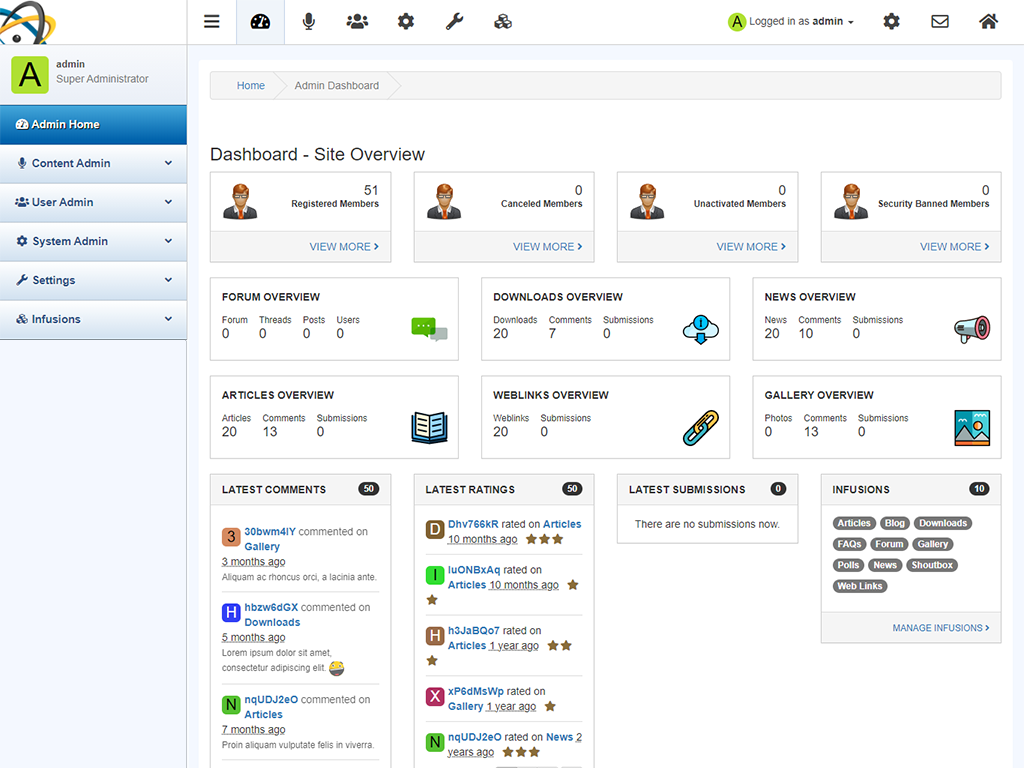 A Logged in as admin
A
admin
Super Administrator
Admin Home
Content Admin
User Admin
System Admin
Settings
Infusions
Home
Admin Dashboard
Dashboard - Site Overview
51
Registered Members
VIEW MORE
0
Canceled Members
VIEW MORE
0
Unactivated Members
VIEW MORE
0
Security Banned Members
VIEW MORE
FORUM OVERVIEW
Forum Threads Posts Users
0 0 0 0
DOWNLOADS OVERVIEW
Downloads Comments Submissions
20 7 0
NEWS OVERVIEW
News Comments Submissions
20 10 0
ARTICLES OVERVIEW
Articles Comments Submissions
20 13 0
WEBLINKS OVERVIEW
Weblinks Submissions
20 0
GALLERY OVERVIEW
Photos Comments Submissions
0 13 0
LATEST COMMENTS 50
3 30bwm4lY commented on
Gallery
3 months ago
Aliquam ac rhoncus orci, a lacinia ante.
H hbzw6dGX commented on
Downloads
5 months ago
Lorem ipsum dolor sit amet,
consectetur adipiscing elit.
N nqUDJ2eO commented on
Articles
7 months ago
Proin aliquam vulputate felis in viverra.
LATEST RATINGS 50
D Dhv766kR rated on Articles
10 months ago
I IuONBxAq rated on
Articles 10 months ago
H h3JaBQo7 rated on
Articles 1 year ago
X xP6dMsWp rated on
Gallery 1 year ago
N nqUDJ2eO rated on News 2
years ago
LATEST SUBMISSIONS 0
There are no submissions now.
INFUSIONS 10
Articles Blog Downloads
FAQs Forum Gallery
Polls News Shoutbox
Web Links
MANAGE INFUSIONS